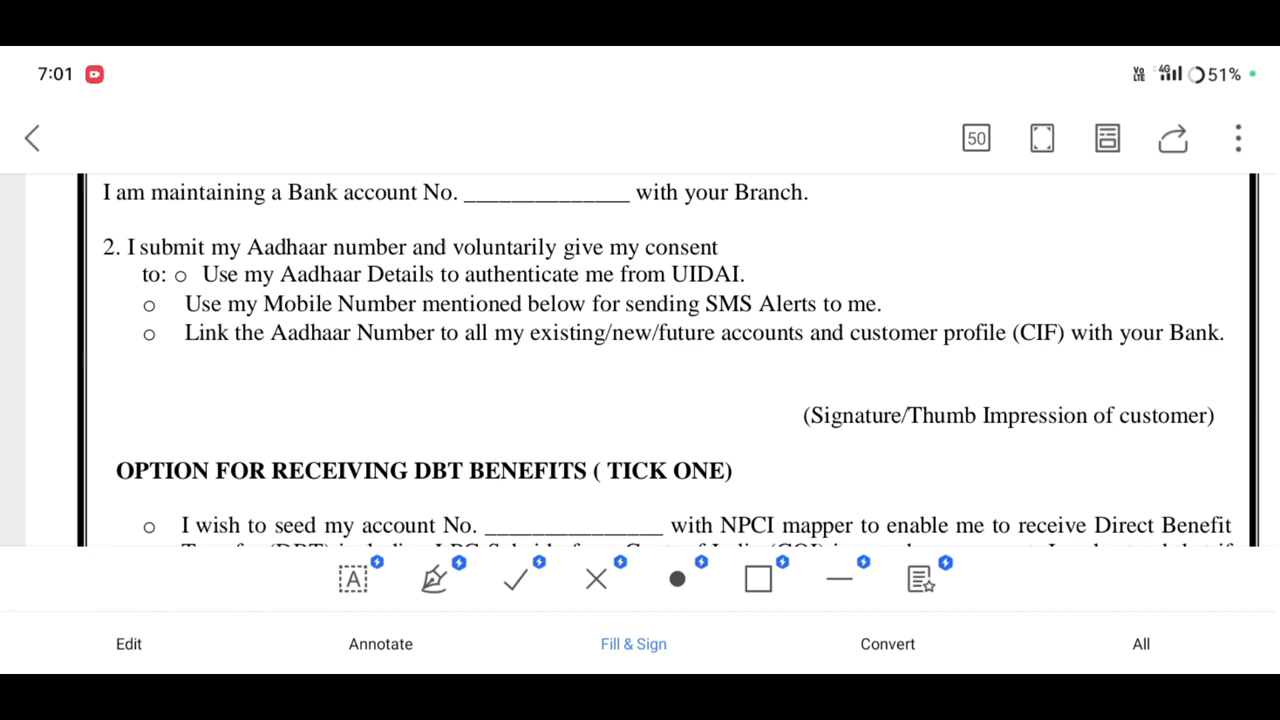 7:01
Vo LTE 4G 51%
50
I am maintaining a Bank account No. ______________ with your Branch.
2. I submit my Aadhaar number and voluntarily give my consent
to: o Use my Aadhaar Details to authenticate me from UIDAI.
o Use my Mobile Number mentioned below for sending SMS Alerts to me.
o Link the Aadhaar Number to all my existing/new/future accounts and customer profile (CIF) with your Bank.
(Signature/Thumb Impression of customer)
OPTION FOR RECEIVING DBT BENEFITS ( TICK ONE)
o I wish to seed my account No. _______________ with NPCI mapper to enable me to receive Direct Benefit
A
Edit Annotate Fill & Sign Convert All